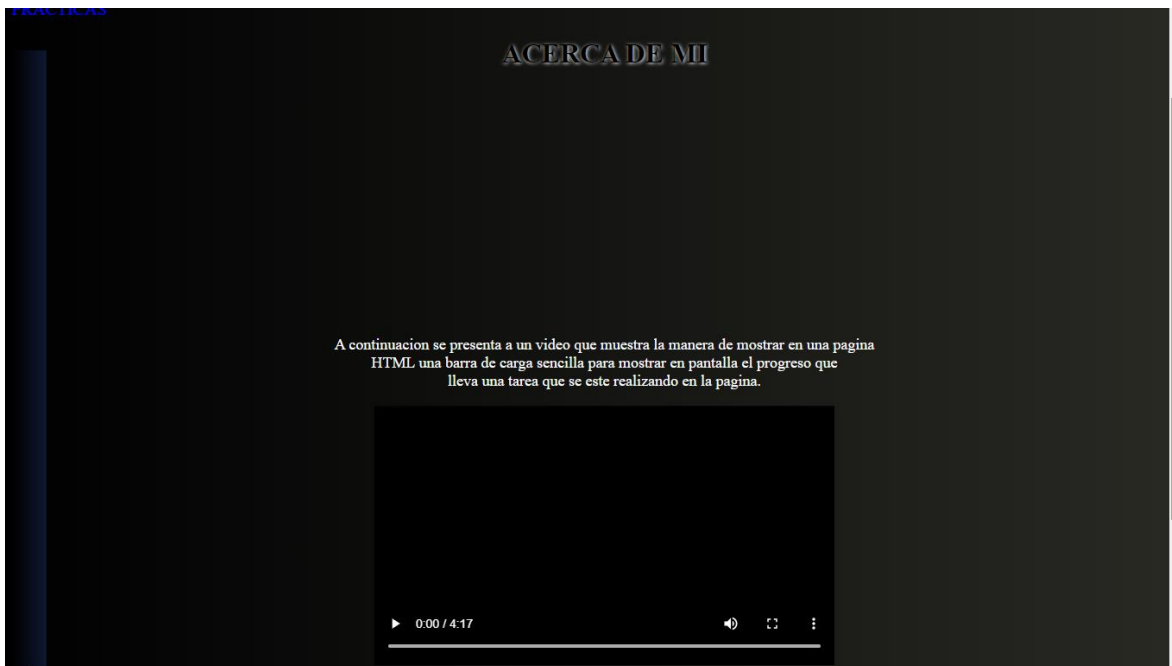 PRACTICAS
ACERCA DE MI
A continuacion se presenta a un video que muestra la manera de mostrar en una pagina
HTML una barra de carga sencilla para mostrar en pantalla el progreso que
lleva una tarea que se este realizando en la pagina.
0:00 / 4:17